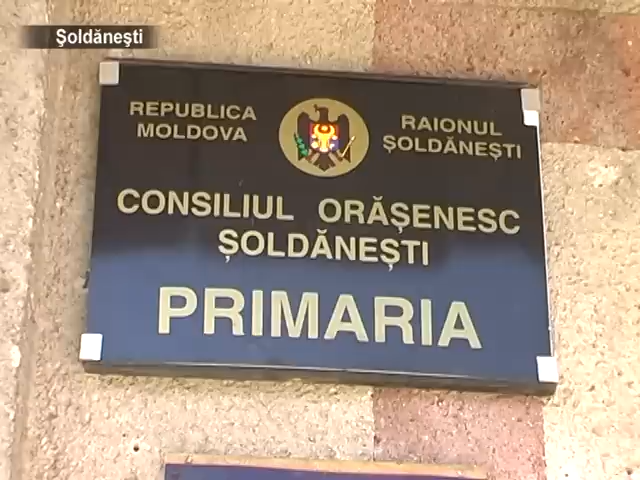 Şoldăneşti
REPUBLICA
MOLDOVA
RAIONUL
ŞOLDĂNEŞTI
CONSILIUL ORĂŞENESC
ŞOLDĂNEŞTI
PRIMARIA